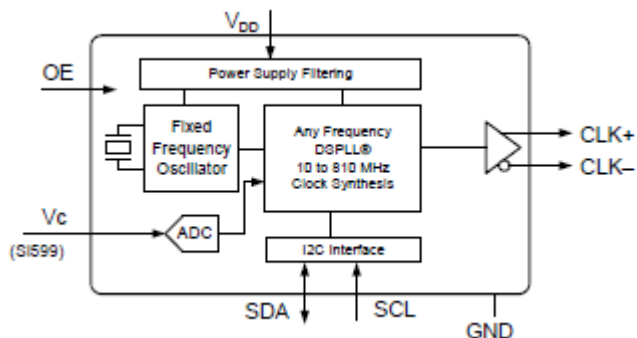 VDD
OE
Power Supply Filtering
Fixed
Frequency
Oscillator
Any Frequency
DSPLL®
10 to 810 MHz
Clock Synthesis
CLK+
CLK–
Vc
(SI599)
ADC
I2C Interface
SDA
SCL
GND